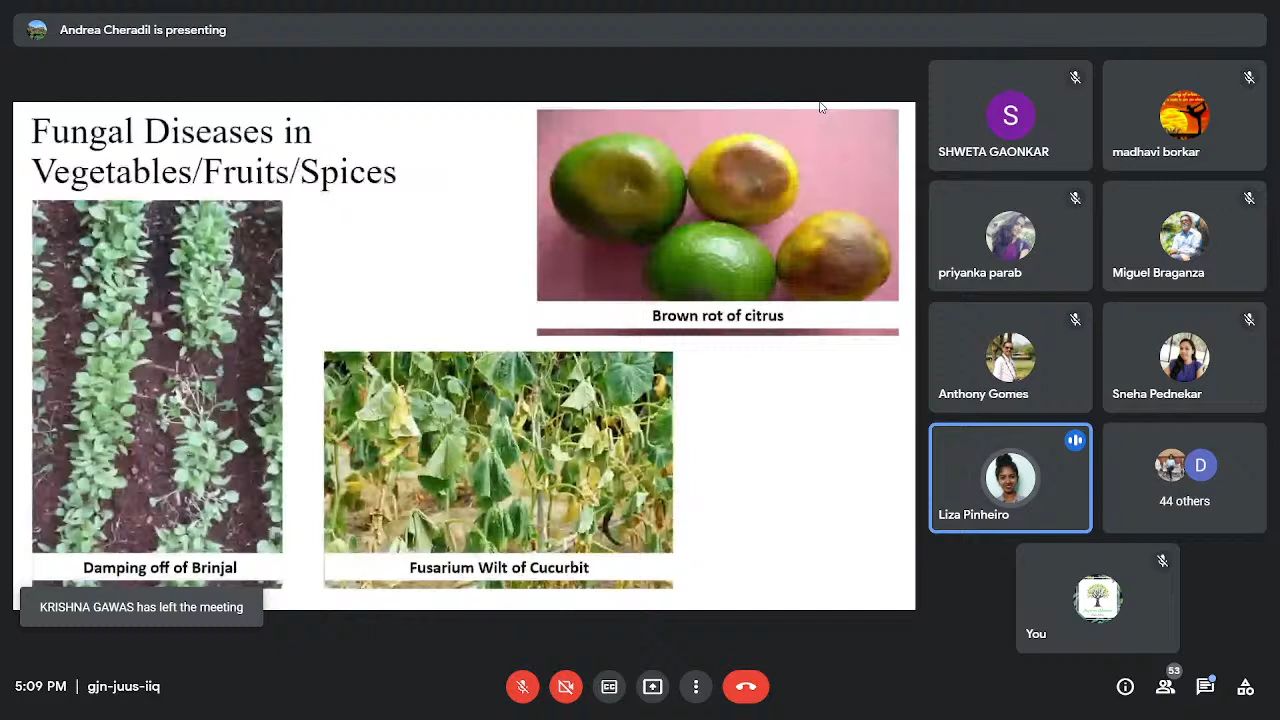 Andrea Cheradil is presenting
Fungal Diseases in
Vegetables/Fruits/Spices
Brown rot of citrus
Damping off of Brinjal
Fusarium Wilt of Cucurbit
KRISHNA GAWAS has left the meeting
S
SHWETA GAONKAR
madhavi borkar
priyanka parab
Miguel Braganza
Anthony Gomes
Sneha Pednekar
Liza Pinheiro
D
44 others
You
5:09 PM | gjn-juus-iiq
53